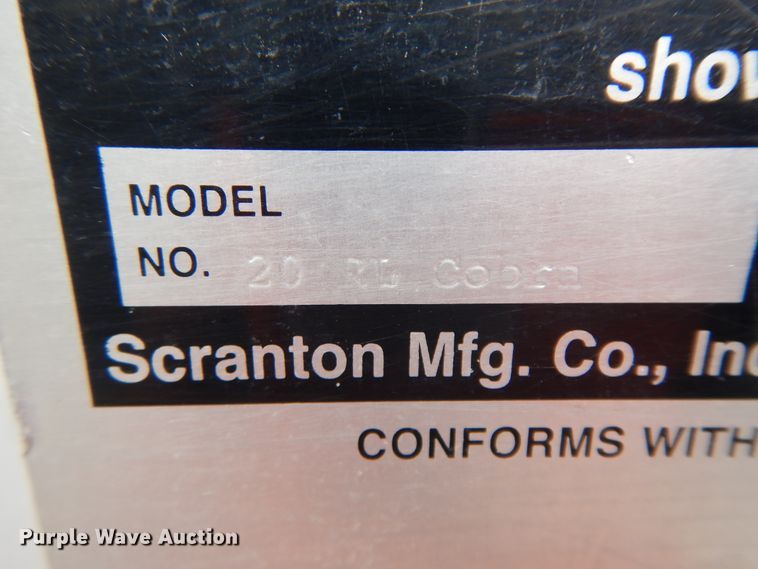 show
MODEL
NO. 20 RL Cobra
Scranton Mfg. Co., Inc
CONFORMS WITH
Purple Wave Auction